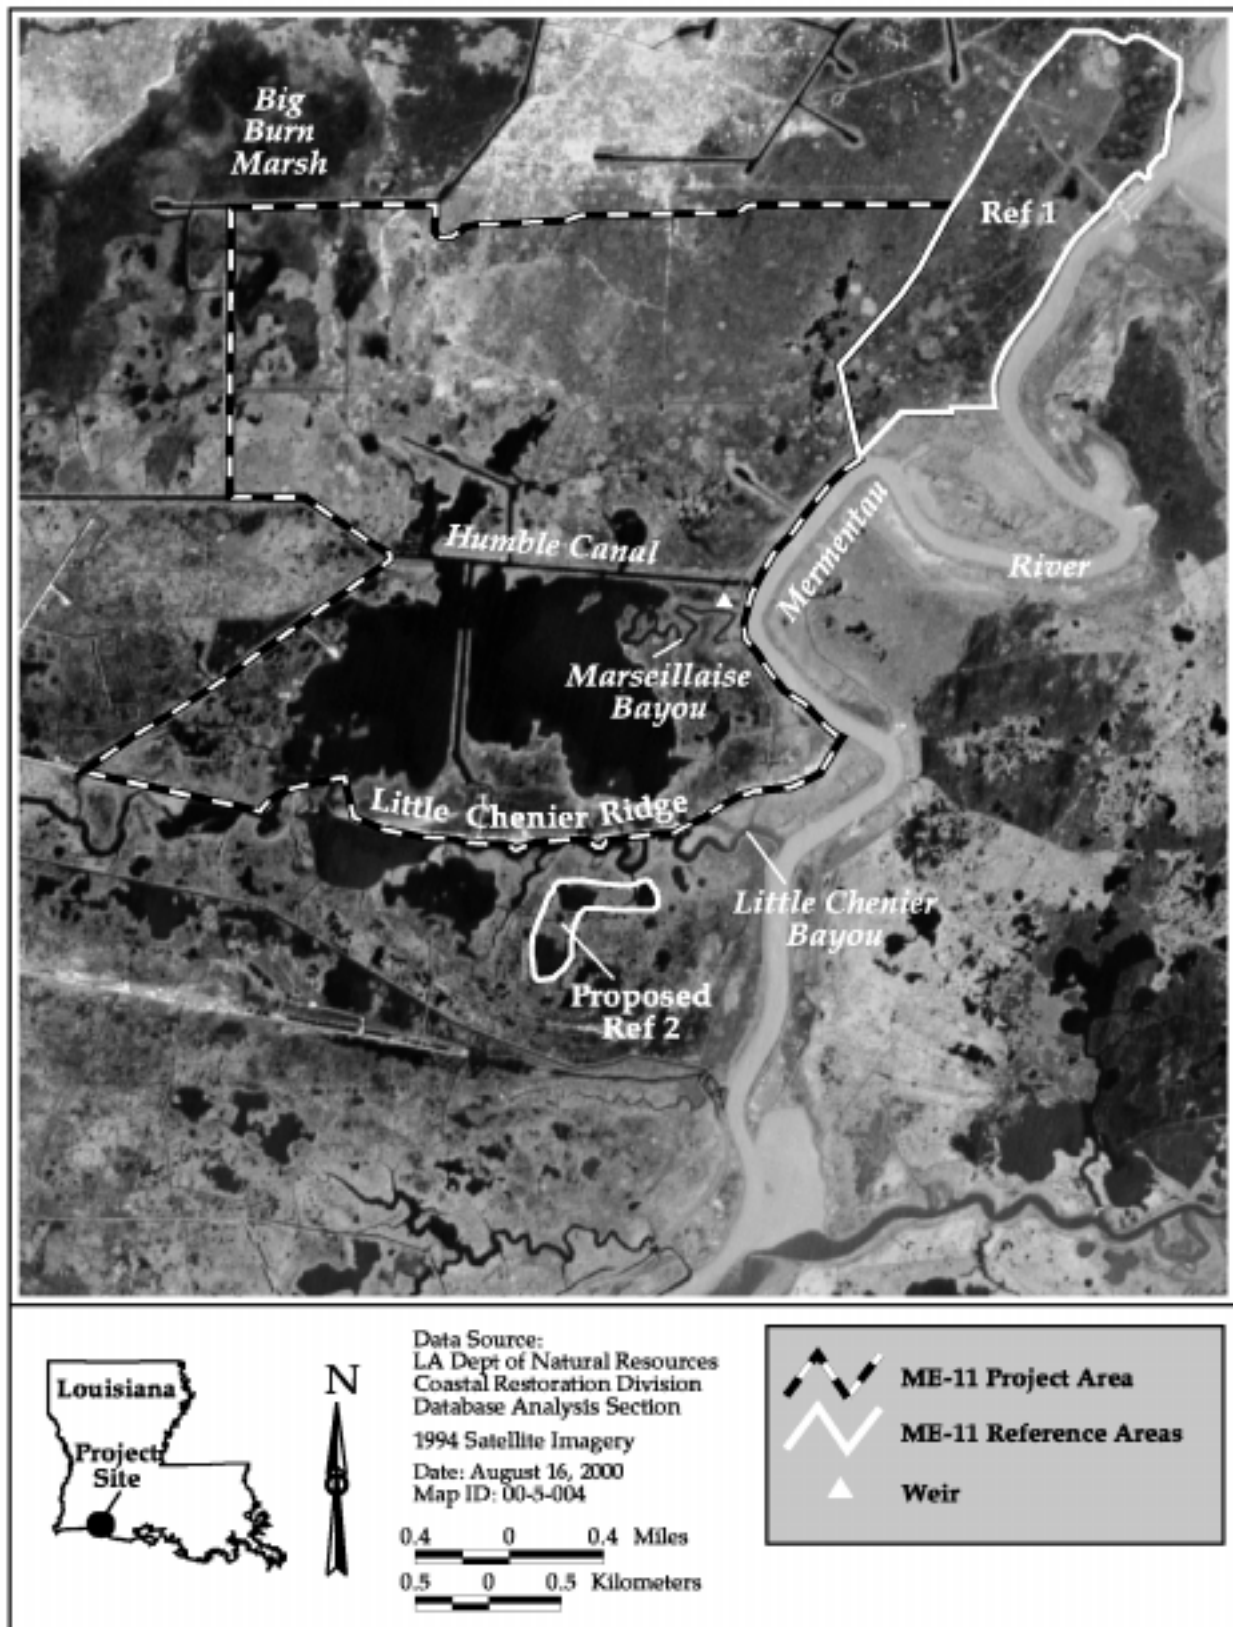 Big
Burn
Marsh
Ref 1
Humble Canal
Mermentau
River
Marseillaise
Bayou
Little Chenier Ridge
Little Chenier
Bayou
Proposed
Ref 2
Louisiana
Project
Site
N
Data Source:
LA Dept of Natural Resources
Coastal Restoration Division
Database Analysis Section
1994 Satellite Imagery
Date: August 16, 2000
Map ID: 00-5-004
0.4 0 0.4 Miles
0.5 0 0.5 Kilometers
ME-11 Project Area
ME-11 Reference Areas
Weir